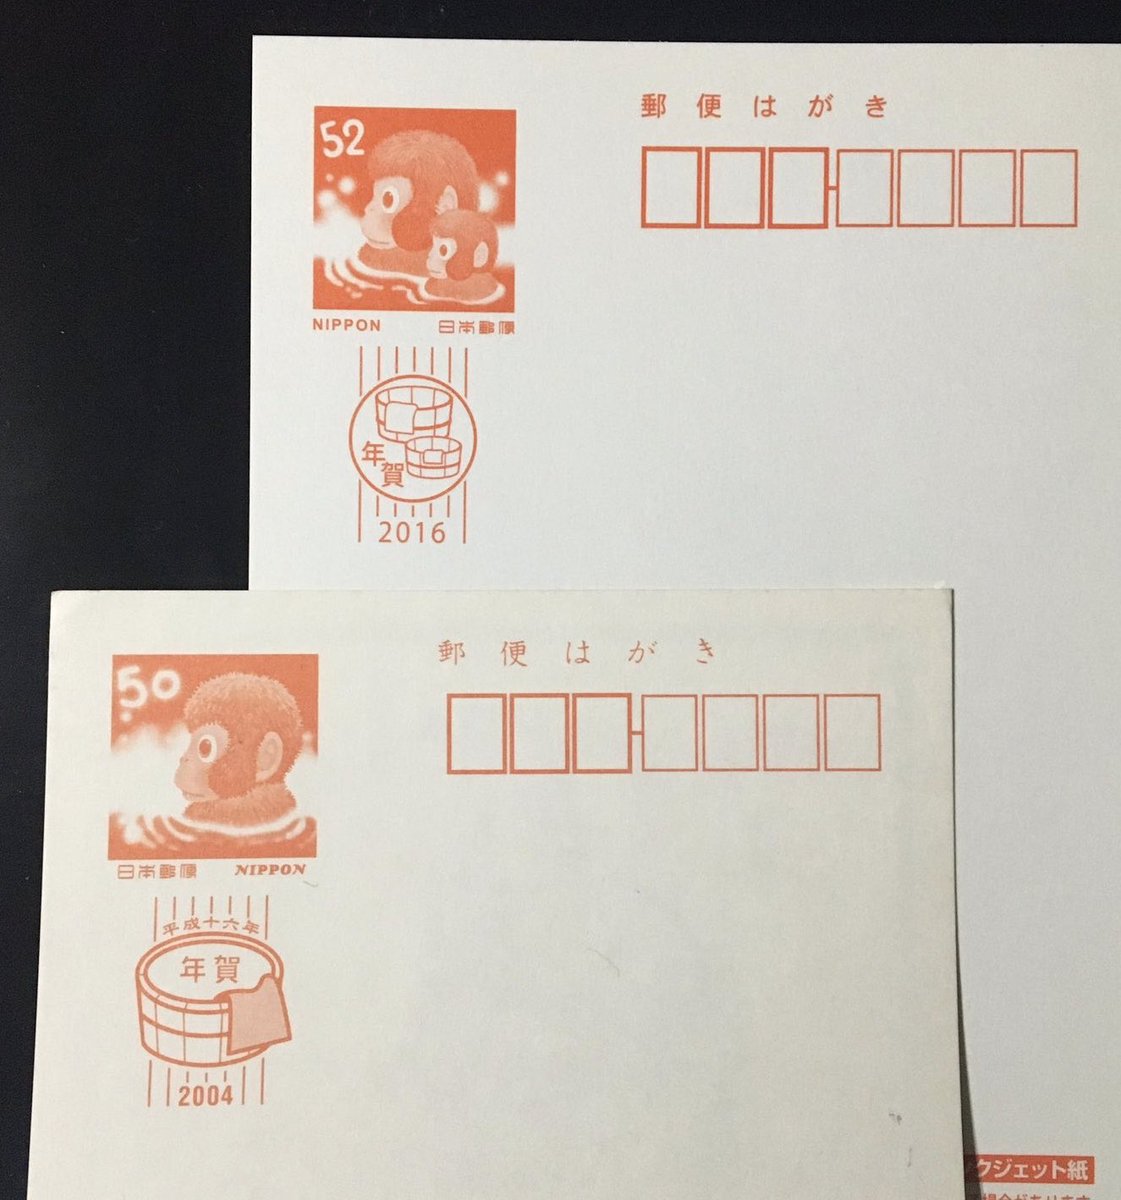 郵便はがき
52
NIPPON 日本郵便
年賀
2016
郵便はがき
50
日本郵便 NIPPON
平成十六年
年賀
2004
クジェット紙